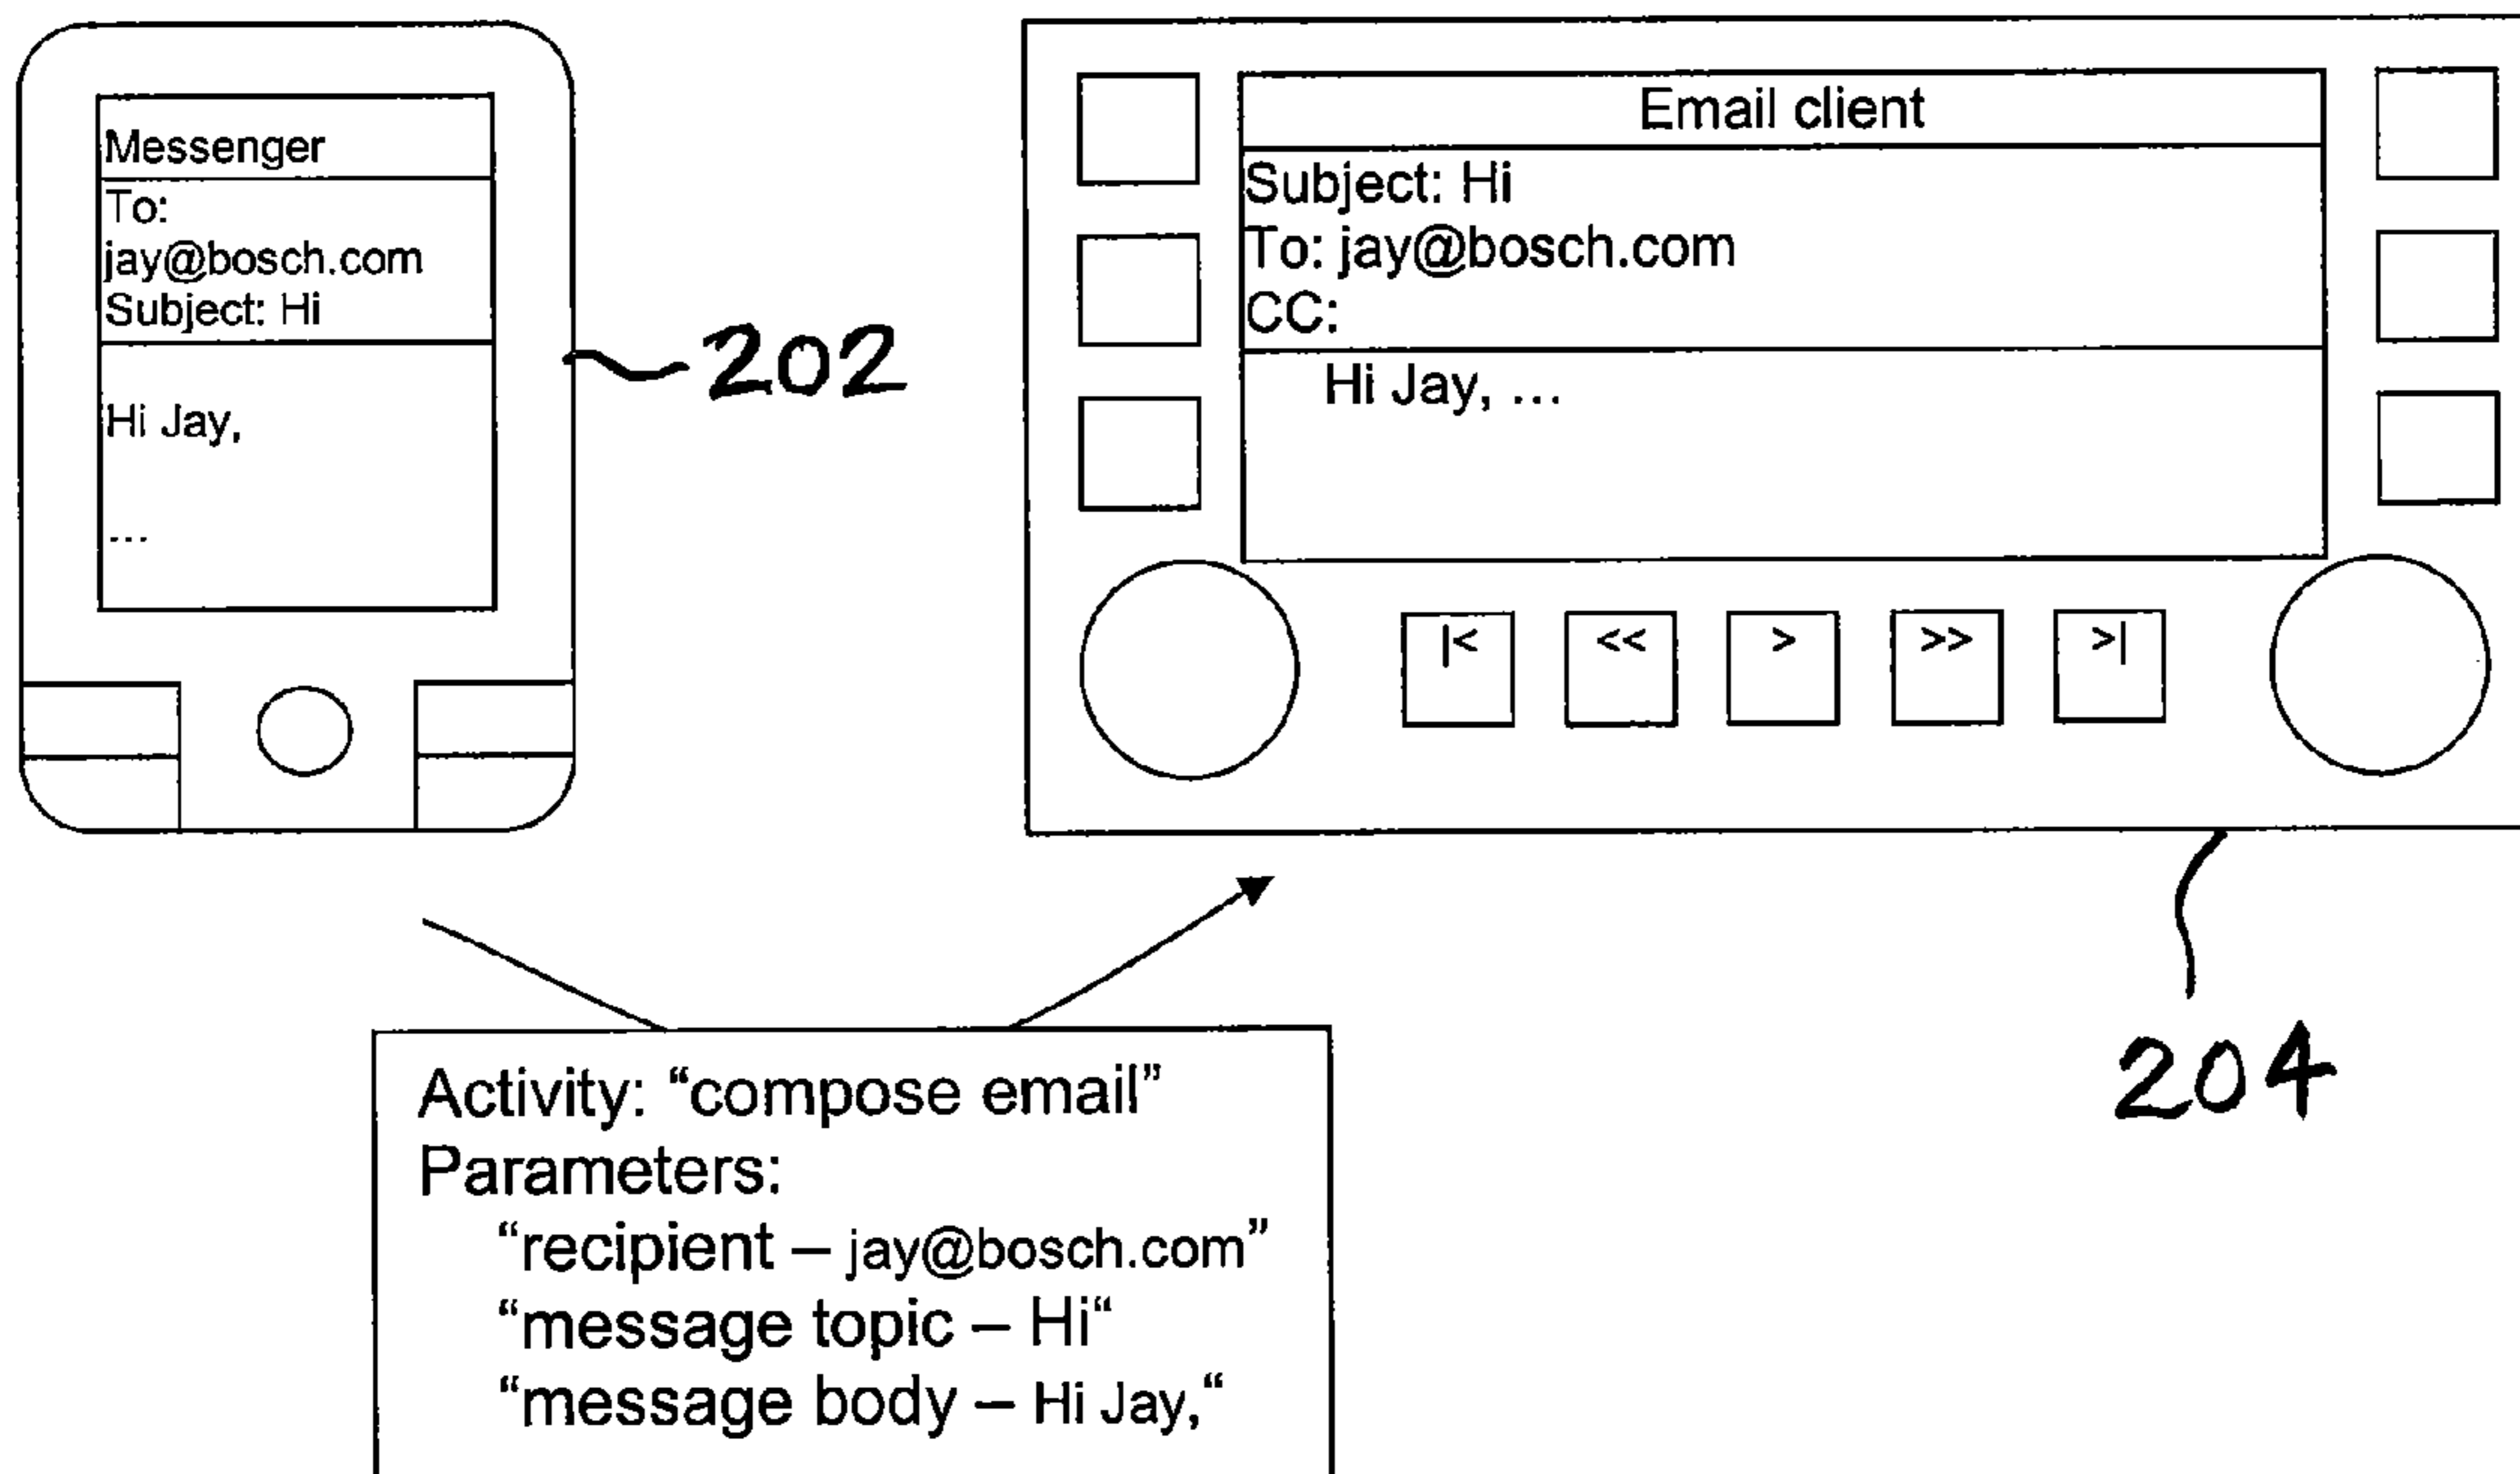 Messenger
To:
jay@bosch.com
Subject: Hi
Hi Jay,
...
202
Email client
Subject: Hi
To: jay@bosch.com
CC:
Hi Jay, ...
|<
<<
>
>>
>|
204
Activity: “compose email”
Parameters:
“recipient – jay@bosch.com”
“message topic – Hi“
“message body – Hi Jay,“